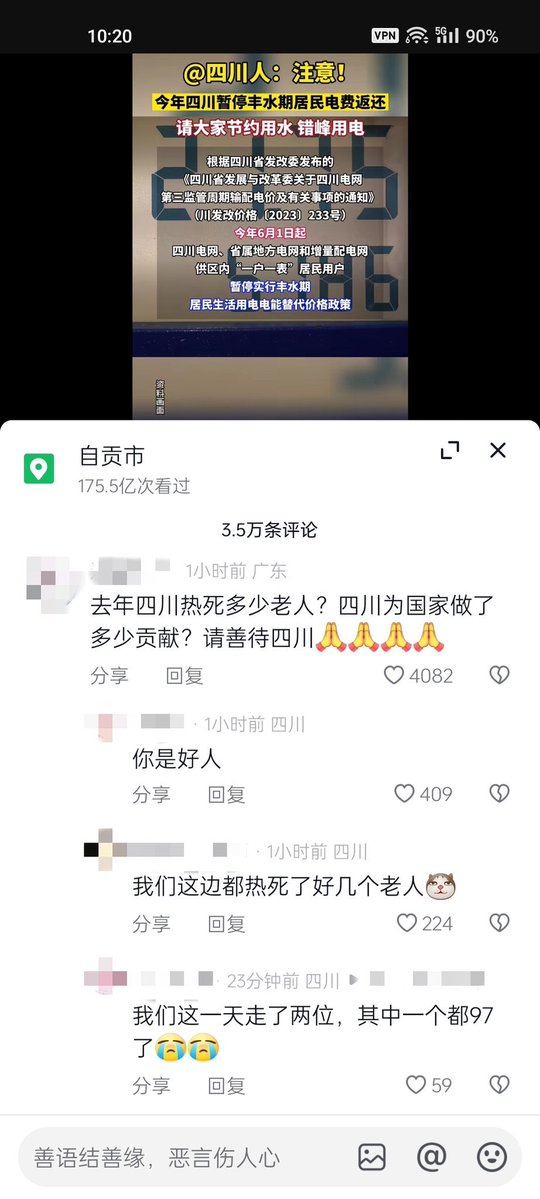 10:20
VPN
5G
90%
@四川人：注意！
今年四川暂停丰水期居民电费返还
请大家节约用水 错峰用电
根据四川省发改委发布的
《四川省发展与改革委关于四川电网
第三监管周期输配电价及有关事项的通知》
（川发改价格〔2023〕233号）
今年6月1日起
四川电网、省属地方电网和增量配电网
供区内“一户一表”居民用户
暂停实行丰水期
居民生活用电电能替代价格政策
资料画面
自贡市
175.5亿次看过
3.5万条评论
1小时前 广东
去年四川热死多少老人？四川为国家做了
多少贡献？请善待四川🙏🙏🙏🙏
分享 回复 4082
· 1小时前 四川
你是好人
分享 回复 409
· 1小时前 四川
我们这边都热死了好几个老人
分享 回复 224
· 23分钟前 四川
我们这一天走了两位，其中一个都97
了😭😭
分享 回复 59
善语结善缘，恶言伤人心
@